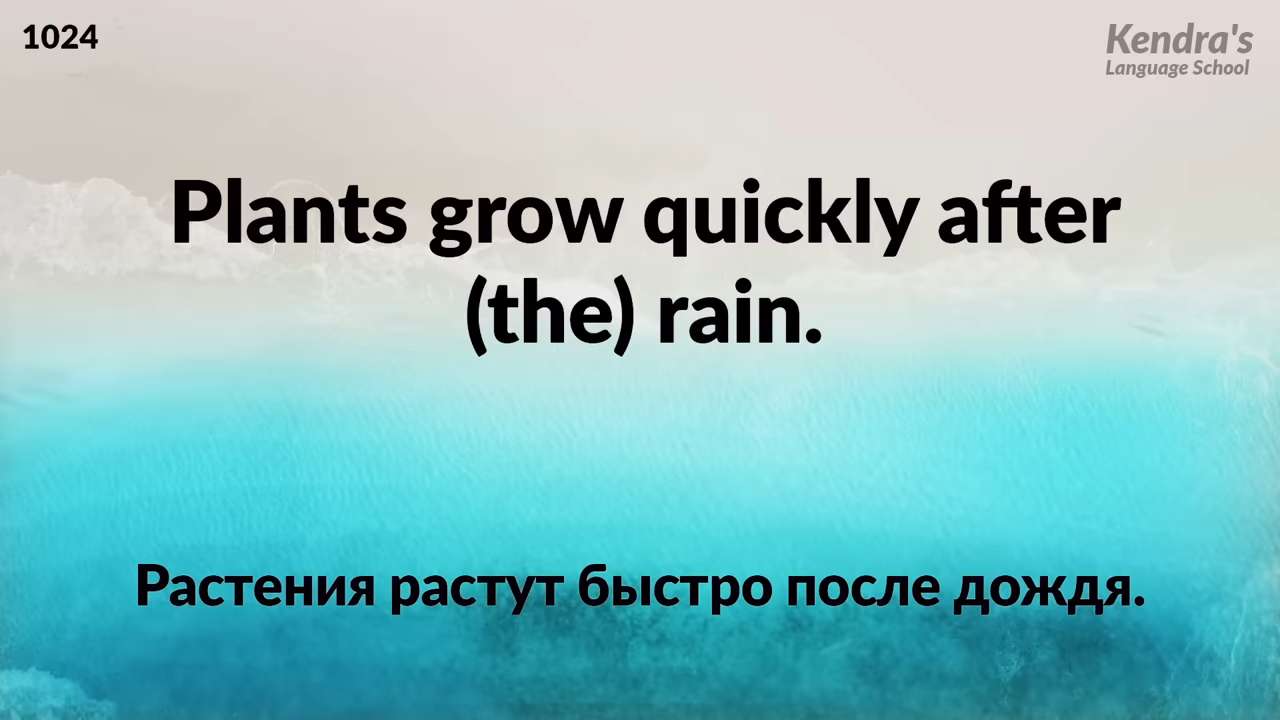 1024
Kendra's
Language School
Plants grow quickly after
(the) rain.
Растения растут быстро после дождя.